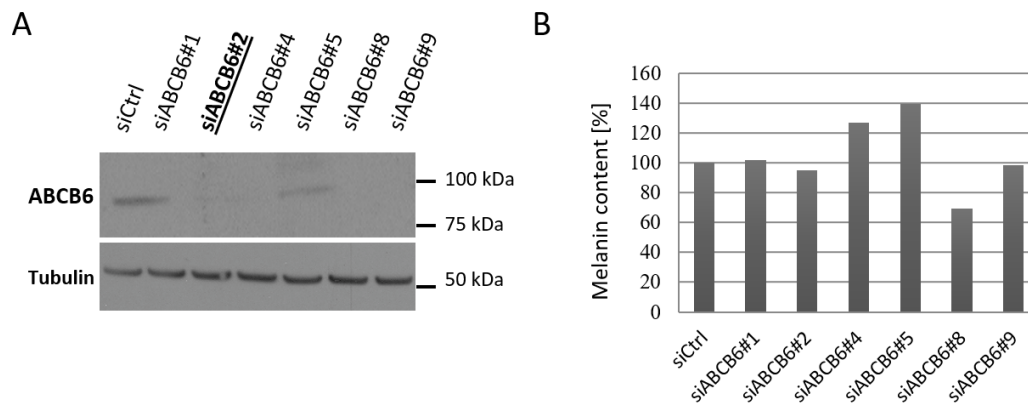 A
siCtrl
siABCB6#1
siABCB6#2
siABCB6#4
siABCB6#5
siABCB6#8
siABCB6#9
ABCB6
100 kDa
75 kDa
Tubulin
50 kDa
B
Melanin content [%]
160
140
120
100
80
60
40
20
0
siCtrl
siABCB6#1
siABCB6#2
siABCB6#4
siABCB6#5
siABCB6#8
siABCB6#9